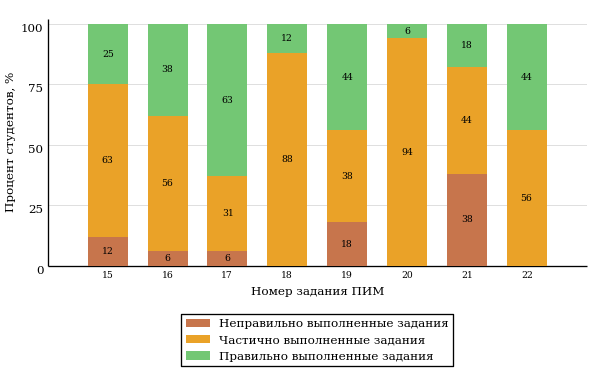 Процент студентов, %
100
75
50
25
0
25 38 63 12 44 6 18 44
63 56 31 88 38 94 44 56
12 6 6 18 38
15 16 17 18 19 20 21 22
Номер задания ПИМ
Неправильно выполненные задания
Частично выполненные задания
Правильно выполненные задания